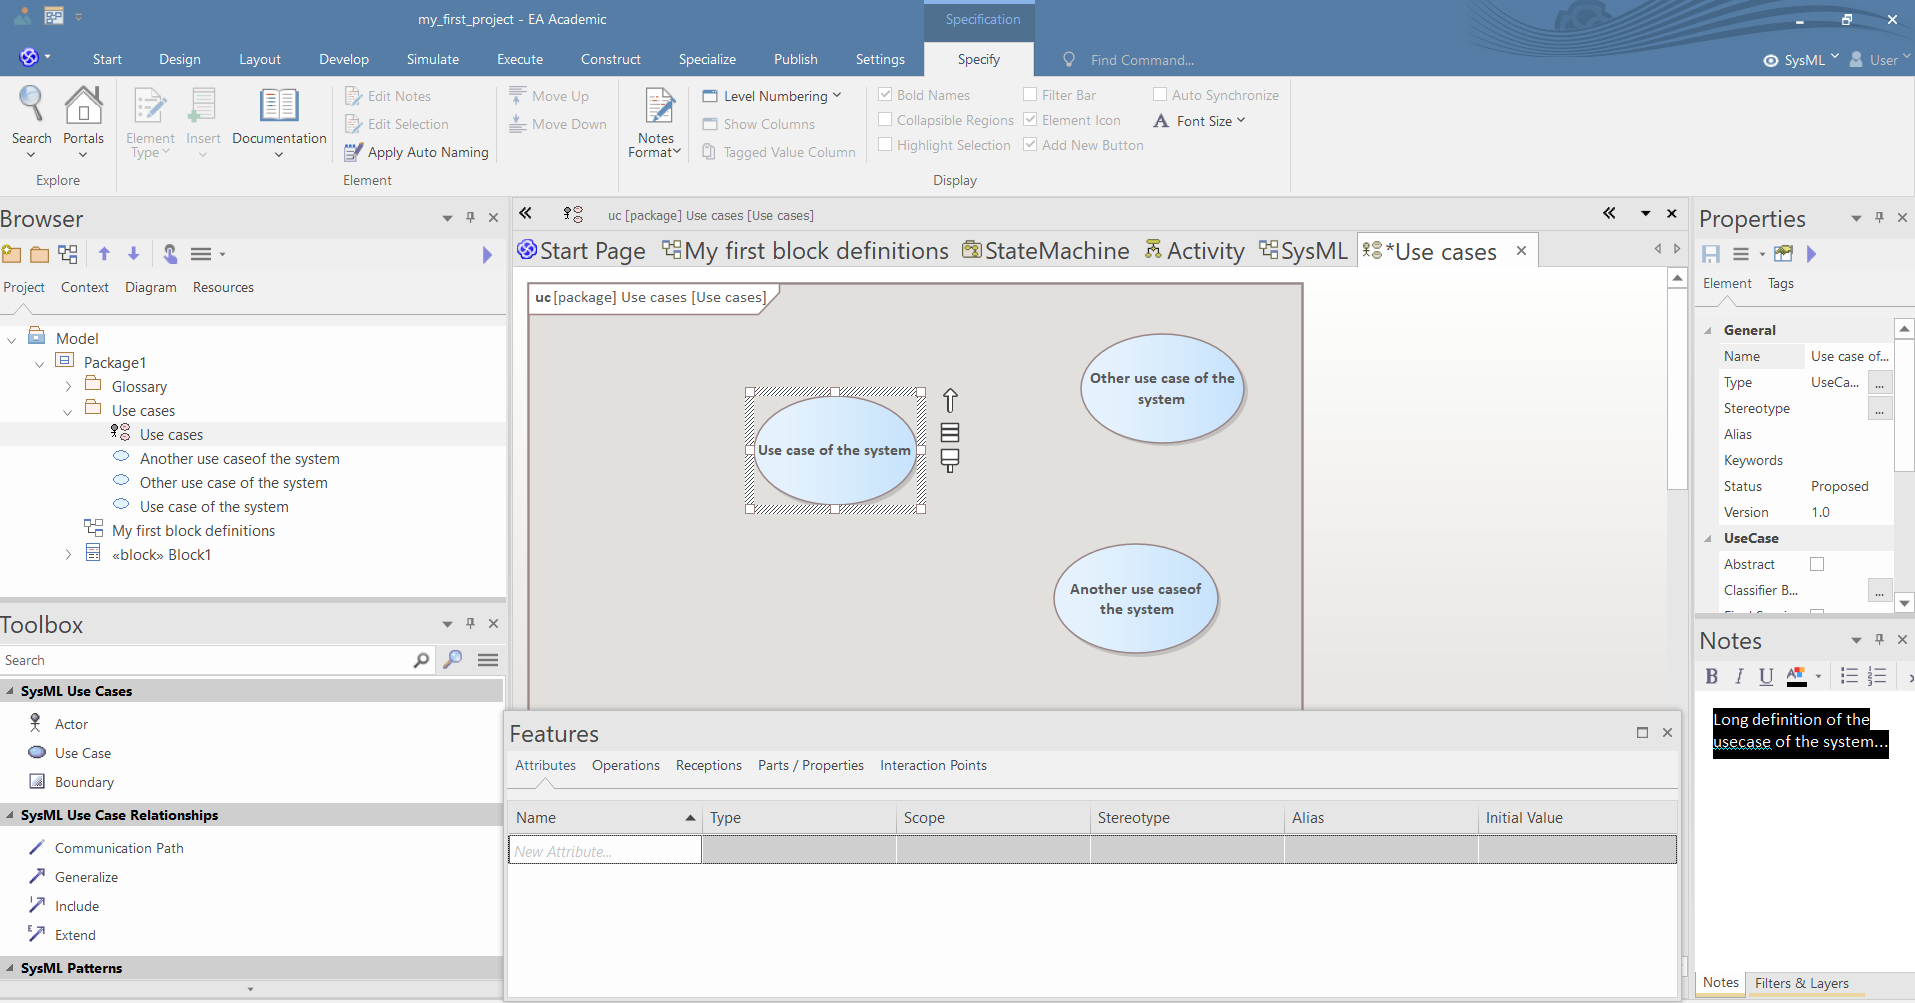 my_first_project - EA Academic
Specification
Start
Design
Layout
Develop
Simulate
Execute
Construct
Specialize
Publish
Settings
Specify
Find Command...
SysML
User
Search
Portals
Explore
Element Type
Insert
Documentation
Edit Notes
Edit Selection
Apply Auto Naming
Move Up
Move Down
Element
Notes Format
Level Numbering
Show Columns
Tagged Value Column
Bold Names
Collapsible Regions
Highlight Selection
Filter Bar
Element Icon
Add New Button
Auto Synchronize
Font Size
Display
Browser
Project
Context
Diagram
Resources
Model
Package1
Glossary
Use cases
Use cases
Another use caseof the system
Other use case of the system
Use case of the system
My first block definitions
«block» Block1
Toolbox
Search
SysML Use Cases
Actor
Use Case
Boundary
SysML Use Case Relationships
Communication Path
Generalize
Include
Extend
SysML Patterns
uc [package] Use cases [Use cases]
Start Page
My first block definitions
StateMachine
Activity
SysML
*Use cases
uc [package] Use cases [Use cases]
Use case of the system
Other use case of the
system
Another use caseof
the system
Features
Attributes
Operations
Receptions
Parts / Properties
Interaction Points
Name
Type
Scope
Stereotype
Alias
Initial Value
New Attribute...
Properties
Element
Tags
General
Name
Use case of...
Type
UseCa...
...
Stereotype
...
Alias
Keywords
Status
Proposed
Version
1.0
UseCase
Abstract
Classifier B...
...
Notes
B I U A
Long definition of the
usecase of the system...
Notes
Filters & Layers